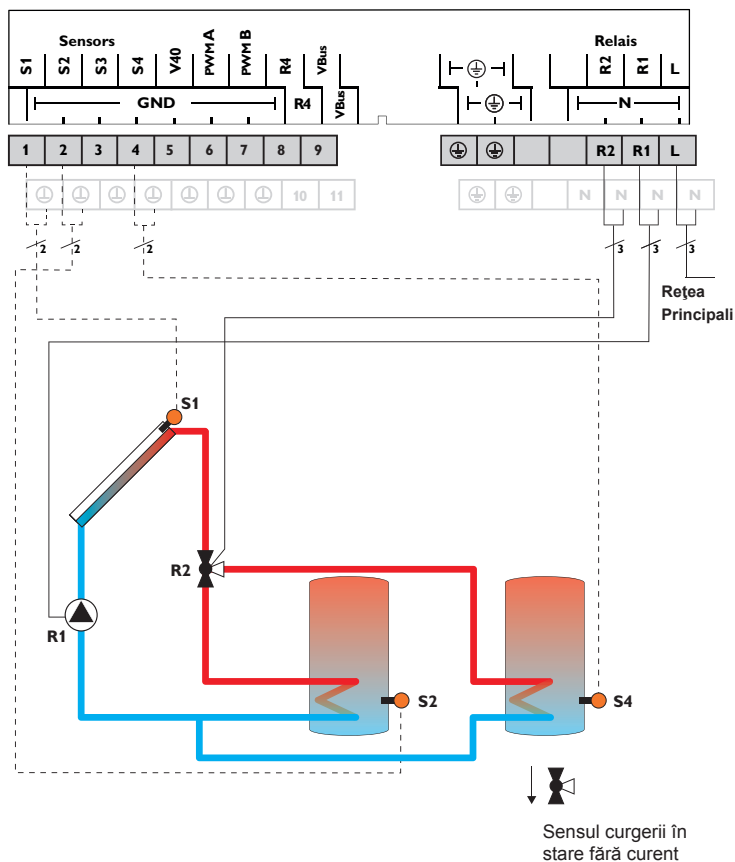 Sensors
Relais
S1 S2 S3 S4 V40 PWM A PWM B R4 VBus
R2 R1 L
GND R4 VBus
N
1 2 3 4 5 6 7 8 9
R2 R1 L
10 11
N N N N
2 2 2
3 3 3
Reţea
Principali
S1
R2
R1
S2
S4
Sensul curgerii în
stare fără curent